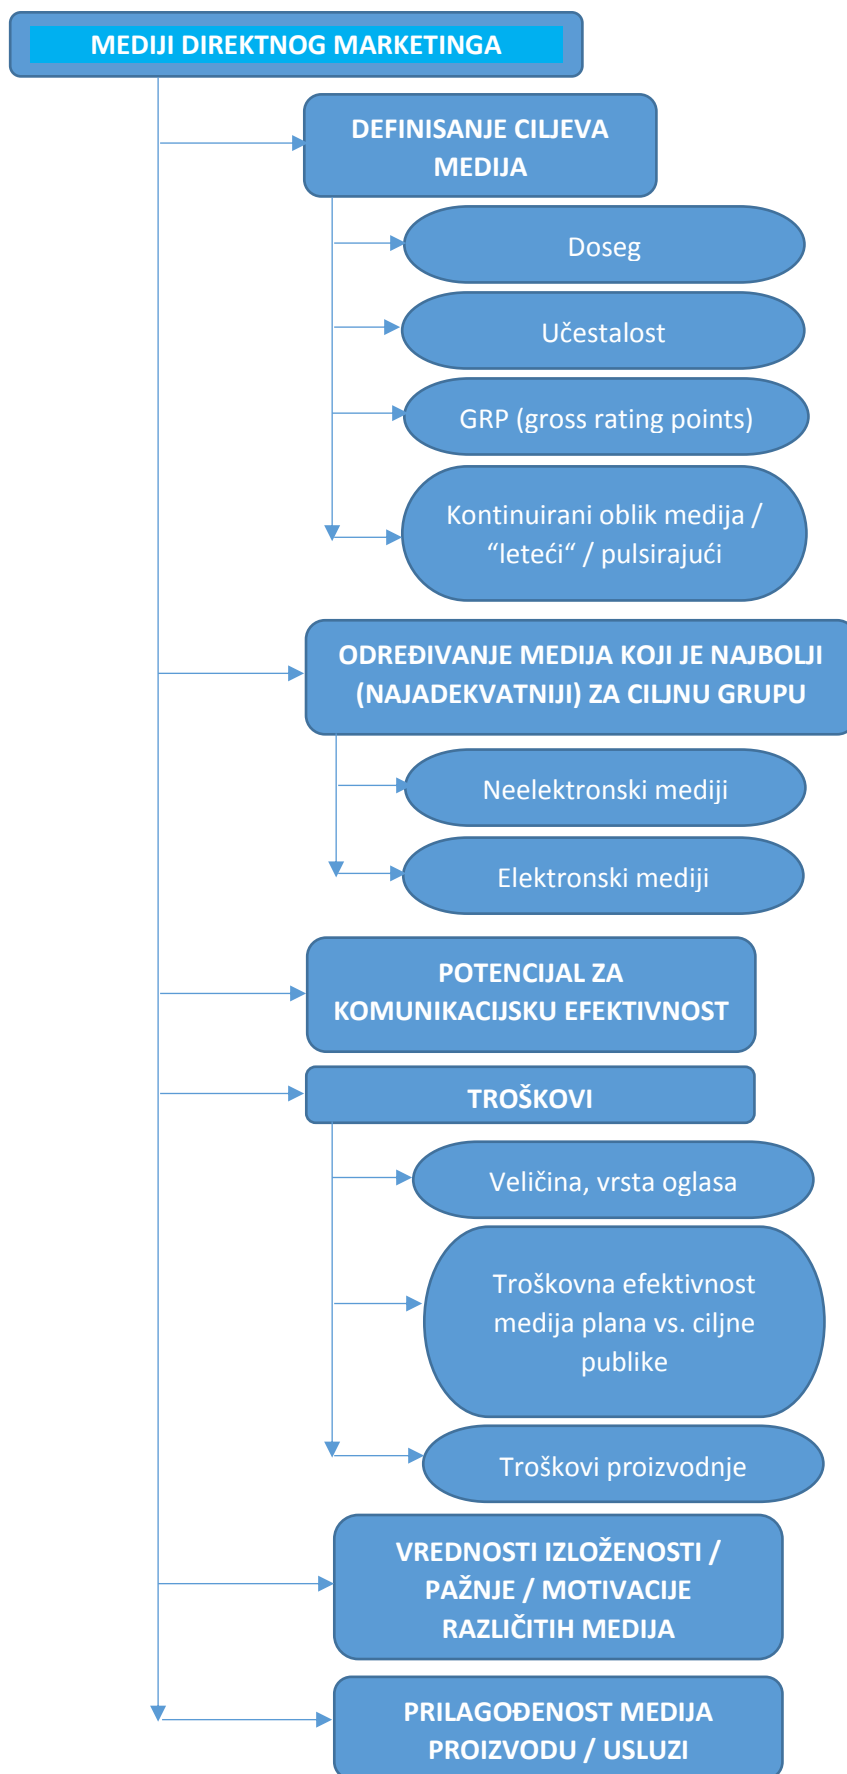 MEDIJI DIREKTNOG MARKETINGA
DEFINISANJE CILJEVA
MEDIJA
Doseg
Učestalost
GRP (gross rating points)
Kontinuirani oblik medija /
“leteći“ / pulsirajući
ODREĐIVANJE MEDIJA KOJI JE NAJBOLJI
(NAJADEKVATNIJI) ZA CILJNU GRUPU
Neelektronski mediji
Elektronski mediji
POTENCIJAL ZA
KOMUNIKACIJSKU EFEKTIVNOST
TROŠKOVI
Veličina, vrsta oglasa
Troškovna efektivnost
medija plana vs. ciljne
publike
Troškovi proizvodnje
VREDNOSTI IZLOŽENOSTI /
PAŽNJE / MOTIVACIJE
RAZLIČITIH MEDIJA
PRILAGOĐENOST MEDIJA
PROIZVODU / USLUZI